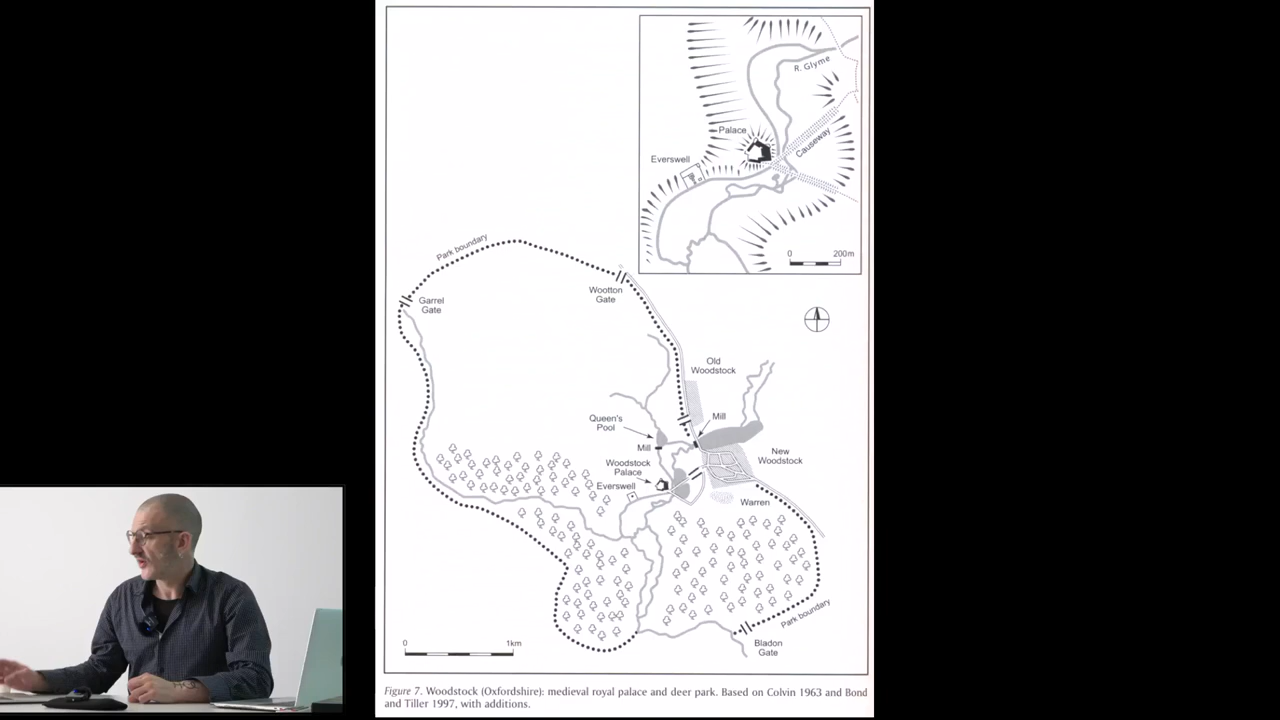 R. Glyme
Palace
Causeway
Everswell
0 200m
Park boundary
Wootton
Gate
Garrel
Gate
Old
Woodstock
Queen's
Pool
Mill
Mill
New
Woodstock
Woodstock
Palace
Everswell
Warren
Park boundary
0 1km
Bladon
Gate
Figure 7. Woodstock (Oxfordshire): medieval royal palace and deer park. Based on Colvin 1963 and Bond
and Tiller 1997, with additions.